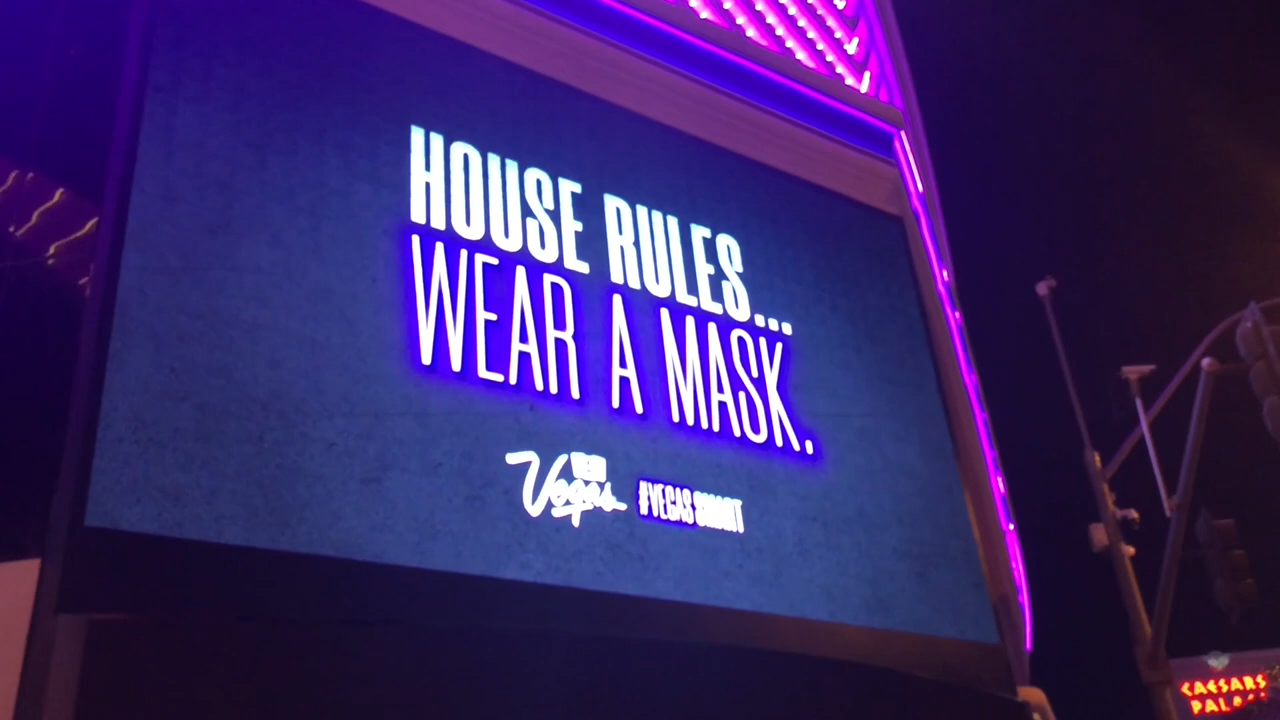 HOUSE RULES...
WEAR A MASK.
Vegas #VEGASSMART
CAESARS
PALACE